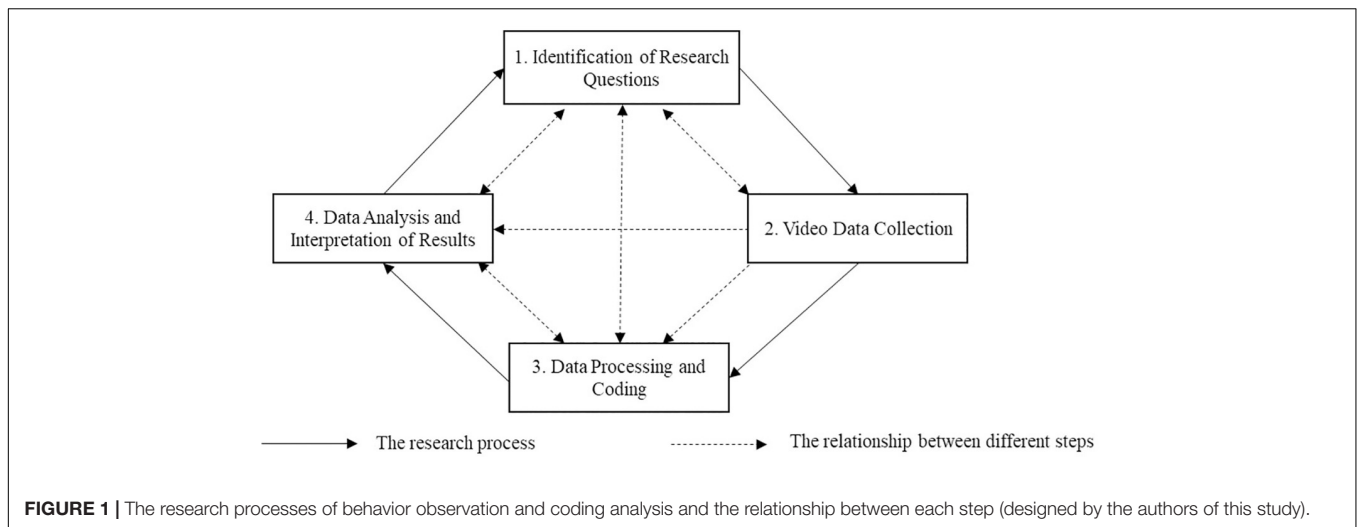 1. Identification of Research
Questions
4. Data Analysis and
Interpretation of Results
2. Video Data Collection
3. Data Processing and
Coding
The research process
The relationship between different steps
FIGURE 1 | The research processes of behavior observation and coding analysis and the relationship between each step (designed by the authors of this study).